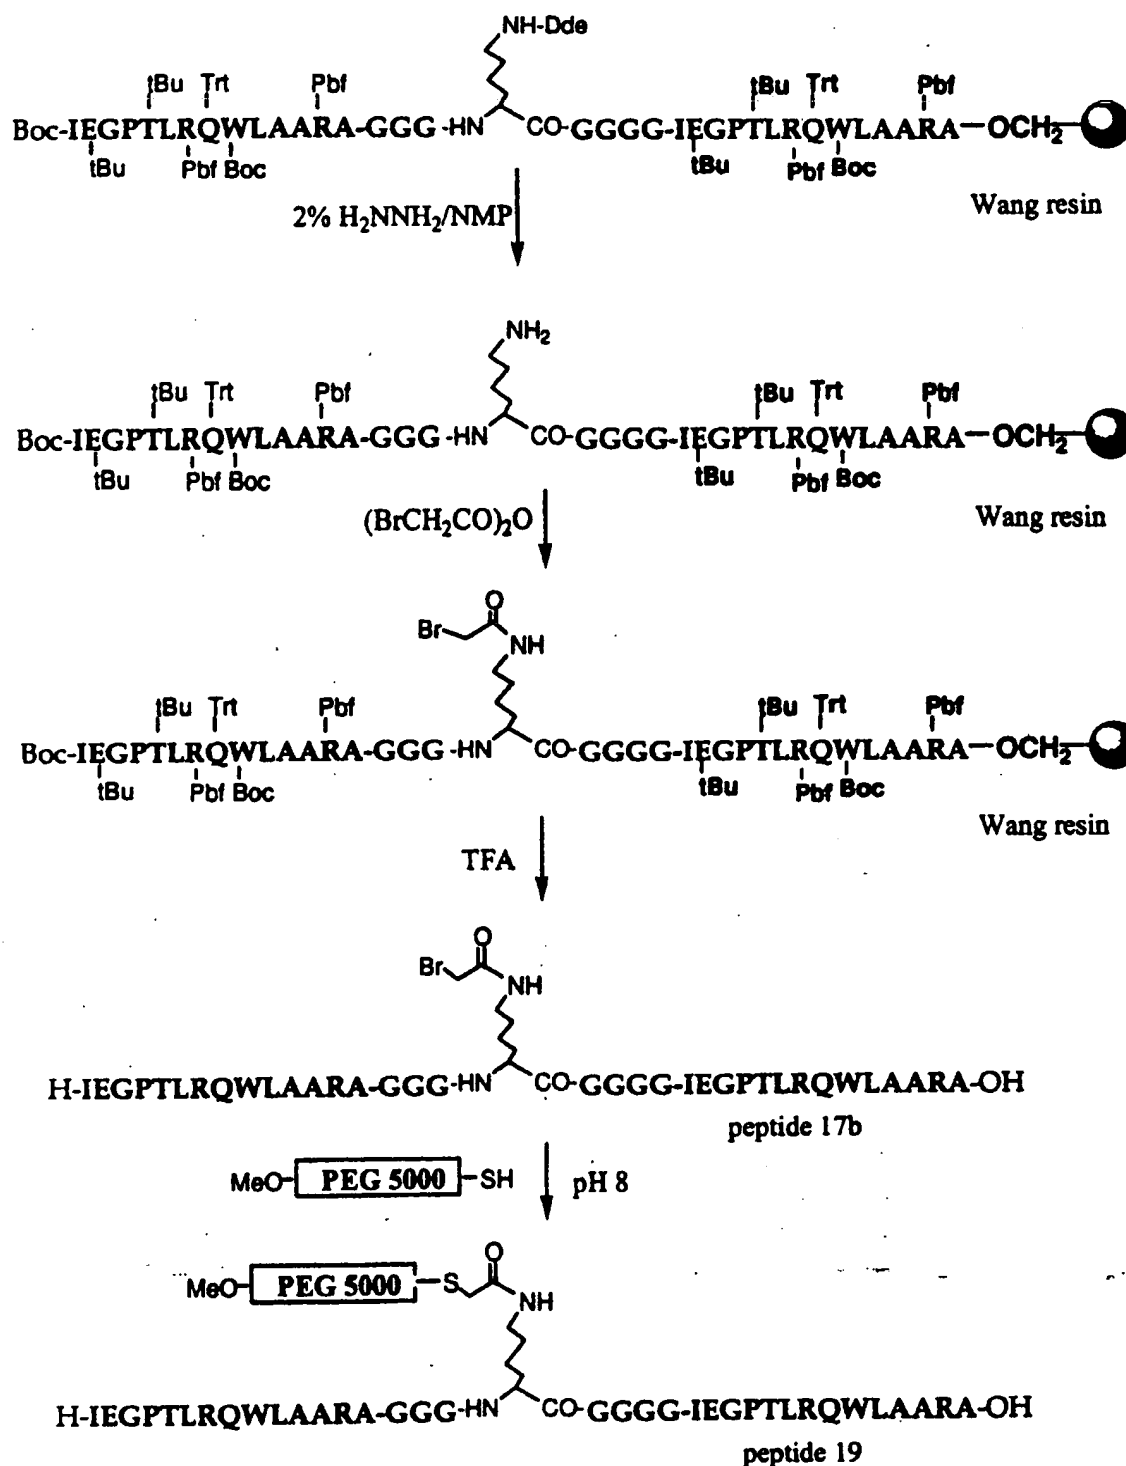 NH-Dde
tBu Trt Pbf tBu Trt Pbf
Boc-IEGPTLRQWLAARA-GGG-HN CO-GGGG-IEGPTLRQWLAARA-OCH2
tBu Pbf Boc tBu Pbf Boc
Wang resin
2% H2NNH2/NMP
NH2
tBu Trt Pbf tBu Trt Pbf
Boc-IEGPTLRQWLAARA-GGG-HN CO-GGGG-IEGPTLRQWLAARA-OCH2
tBu Pbf Boc tBu Pbf Boc
Wang resin
(BrCH2CO)2O
O
Br NH
tBu Trt Pbf tBu Trt Pbf
Boc-IEGPTLRQWLAARA-GGG-HN CO-GGGG-IEGPTLRQWLAARA-OCH2
tBu Pbf Boc tBu Pbf Boc
Wang resin
TFA
O
Br NH
H-IEGPTLRQWLAARA-GGG-HN CO-GGGG-IEGPTLRQWLAARA-OH
peptide 17b
MeO-PEG 5000-SH pH 8
O
MeO-PEG 5000-S NH
H-IEGPTLRQWLAARA-GGG-HN CO-GGGG-IEGPTLRQWLAARA-OH
peptide 19